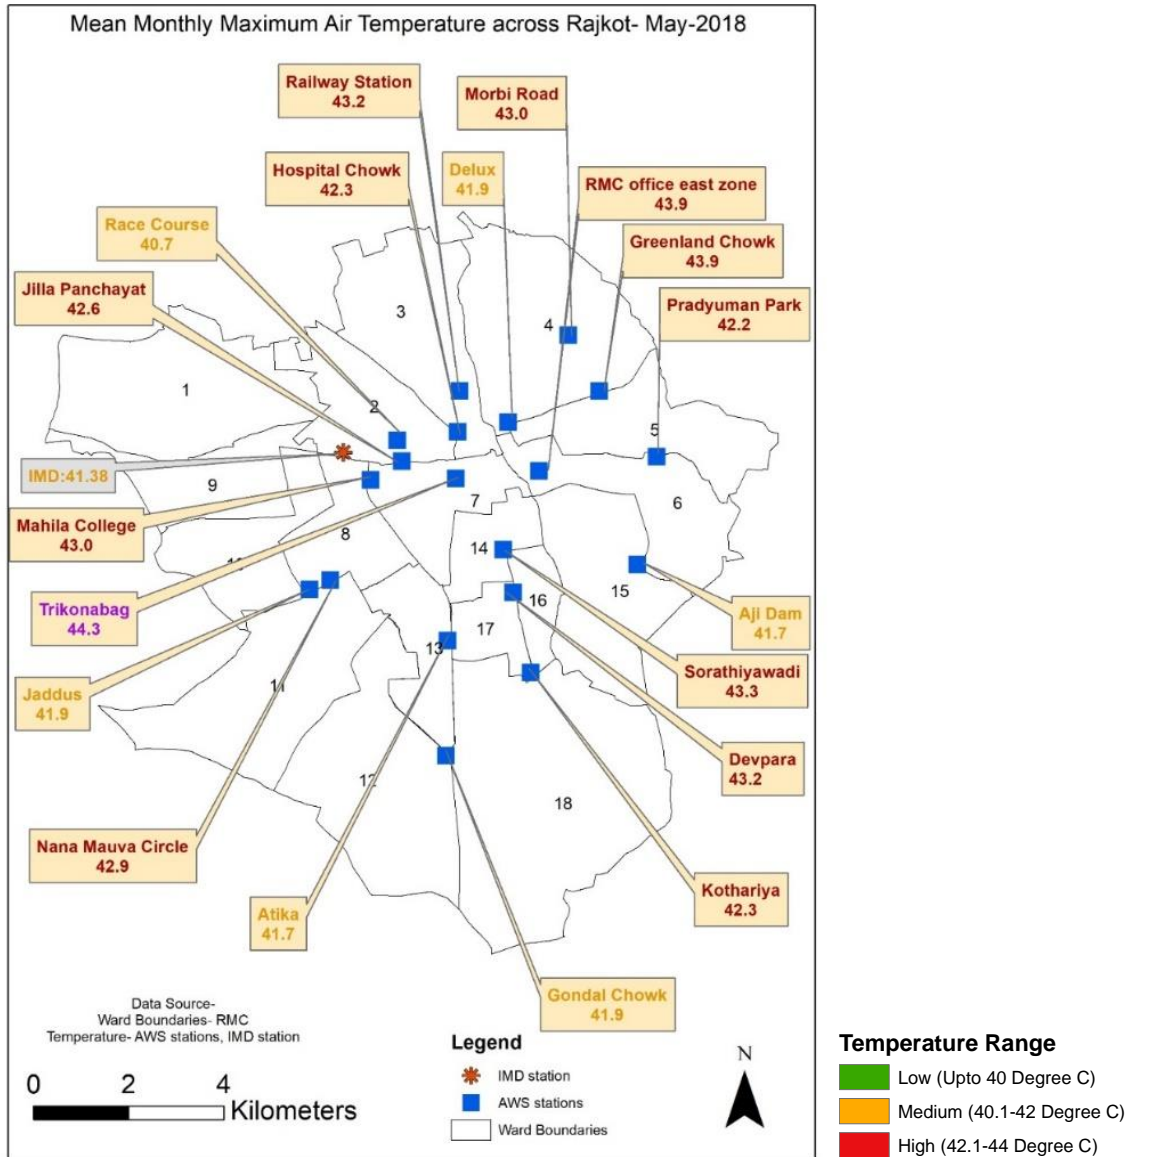 Mean Monthly Maximum Air Temperature across Rajkot- May-2018
Railway Station
43.2
Morbi Road
43.0
Hospital Chowk
42.3
Delux
41.9
RMC office east zone
43.9
Race Course
40.7
Greenland Chowk
43.9
Jilla Panchayat
42.6
Pradyuman Park
42.2
3
4
1
2
5
IMD:41.38
9
6
7
Mahila College
43.0
8
14
10
15
16
Trikonabag
44.3
Aji Dam
41.7
17
13
Sorathiyawadi
43.3
Jaddus
41.9
11
Devpara
43.2
12
18
Nana Mauva Circle
42.9
Kothariya
42.3
Atika
41.7
Gondal Chowk
41.9
Data Source-
Ward Boundaries- RMC
Temperature- AWS stations, IMD station
0 2 4
Kilometers
Legend
IMD station
AWS stations
Ward Boundaries
N
Temperature Range
Low (Upto 40 Degree C)
Medium (40.1-42 Degree C)
High (42.1-44 Degree C)